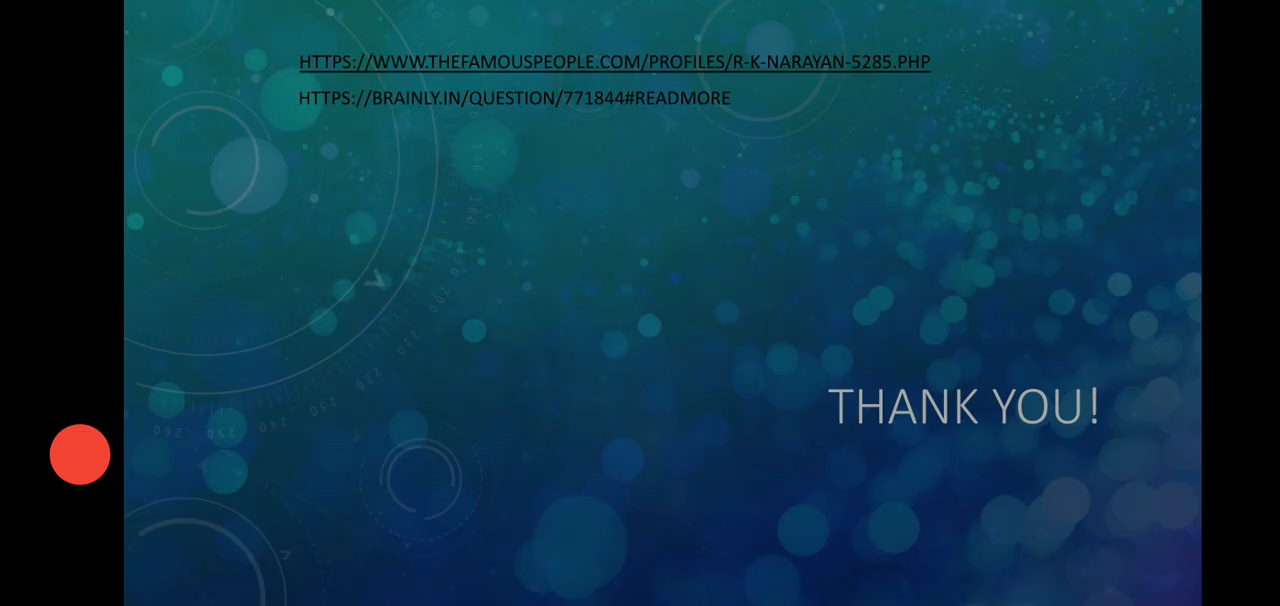 HTTPS://WWW.THEFAMOUSPEOPLE.COM/PROFILES/R-K-NARAYAN-5285.PHP
HTTPS://BRAINLY.IN/QUESTION/771844#READMORE
THANK YOU!